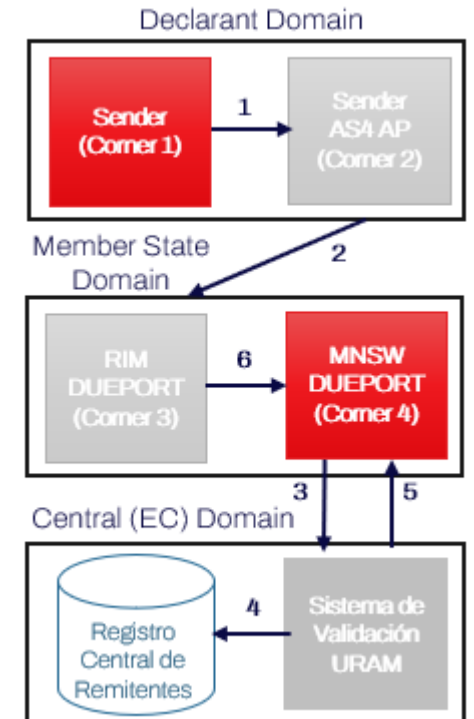 Declarant Domain
Sender
(Corner 1)
1
Sender
AS4 AP
(Corner 2)
2
Member State
Domain
RIM
DUEPORT
(Corner 3)
6
MNSW
DUEPORT
(Corner 4)
3
5
Central (EC) Domain
Registro
Central de
Remitentes
4
Sistema de
Validación
URAM